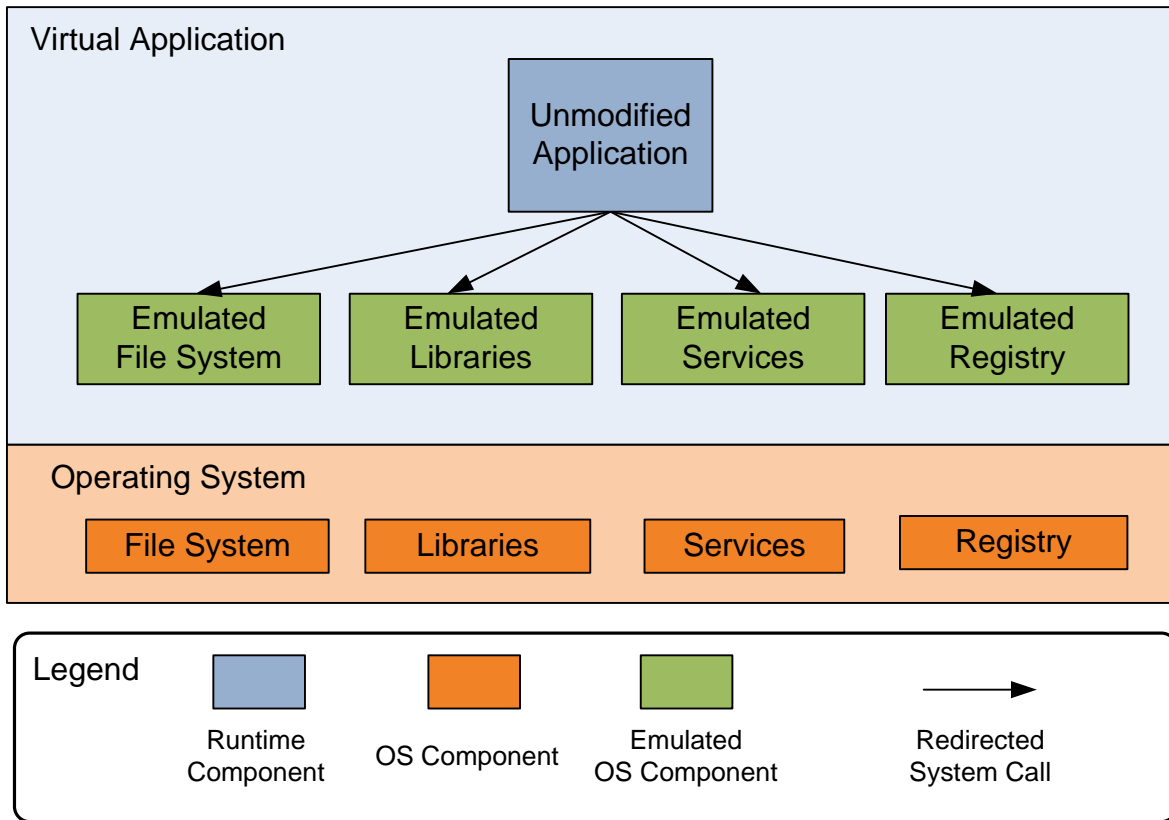 Virtual Application
Unmodified
Application
Emulated
File System
Emulated
Libraries
Emulated
Services
Emulated
Registry
Operating System
File System
Libraries
Services
Registry
Legend
Runtime
Component
OS Component
Emulated
OS Component
Redirected
System Call